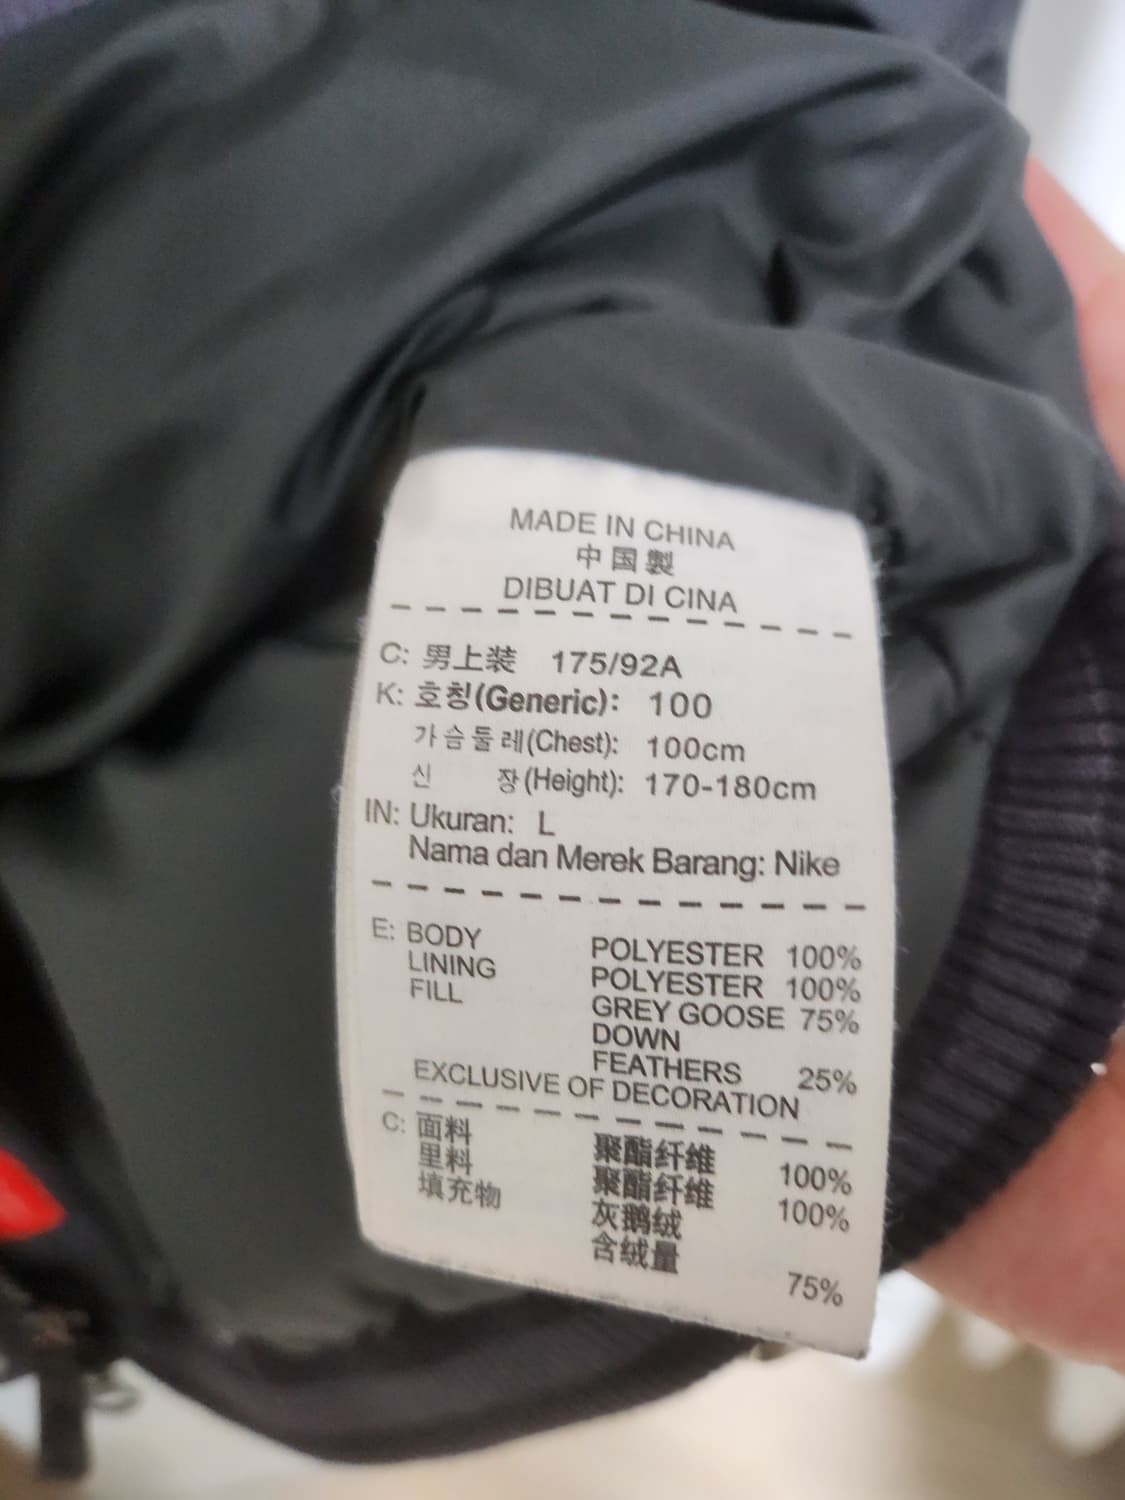 MADE IN CHINA
中国製
DIBUAT DI CINA
C: 男上装 175/92A
K: 호칭(Generic): 100
가슴둘레(Chest): 100cm
신 장(Height): 170-180cm
IN: Ukuran: L
Nama dan Merek Barang: Nike
E: BODY POLYESTER 100%
LINING POLYESTER 100%
FILL GREY GOOSE 75%
DOWN
FEATHERS 25%
EXCLUSIVE OF DECORATION
C: 面料 聚酯纤维 100%
里料 聚酯纤维 100%
填充物 灰鹅绒
含绒量 75%